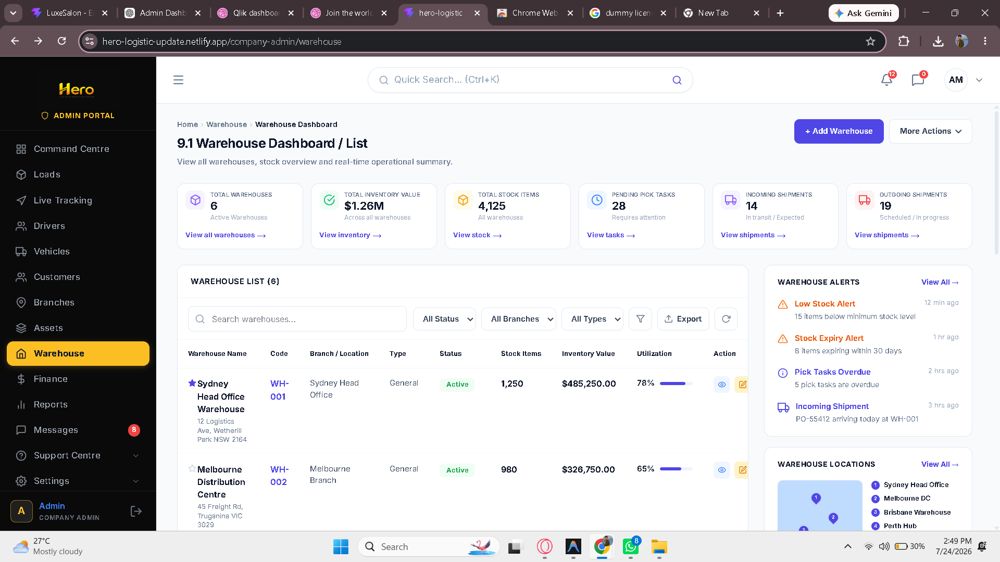 LuxeSalon - Er
Admin Dashb
Qlik dashboar
Join the world
hero-logistic
Chrome Web
dummy licen
New Tab
Ask Gemini
hero-logistic-update.netlify.app/company-admin/warehouse
Hero
ADMIN PORTAL
Command Centre
Loads
Live Tracking
Drivers
Vehicles
Customers
Branches
Assets
Warehouse
Finance
Reports
Messages 8
Support Centre
Settings
A
Admin
COMPANY ADMIN
Quick Search... (Ctrl+K)
12
0
AM
Home › Warehouse › Warehouse Dashboard
9.1 Warehouse Dashboard / List
View all warehouses, stock overview and real-time operational summary.
+ Add Warehouse
More Actions
TOTAL WAREHOUSES
6
Active Warehouses
View all warehouses →
TOTAL INVENTORY VALUE
$1.26M
Across all warehouses
View inventory →
TOTAL STOCK ITEMS
4,125
All warehouses
View stock →
PENDING PICK TASKS
28
Requires attention
View tasks →
INCOMING SHIPMENTS
14
In transit / Expected
View shipments →
OUTGOING SHIPMENTS
19
Scheduled / In progress
View shipments →
WAREHOUSE LIST (6)
Search warehouses...
All Status
All Branches
All Types
Export
Warehouse Name Code Branch / Location Type Status Stock Items Inventory Value Utilization Action
Sydney
Head Office
Warehouse
12 Logistics
Ave, Wetherill
Park NSW 2164
WH-
001
Sydney Head
Office
General
Active
1,250
$485,250.00
78%
Melbourne
Distribution
Centre
45 Freight Rd,
Truganina VIC
3029
WH-
002
Melbourne
Branch
General
Active
980
$326,750.00
65%
WAREHOUSE ALERTS
View All →
Low Stock Alert
12 min ago
15 items below minimum stock level
Stock Expiry Alert
1 hr ago
8 items expiring within 30 days
Pick Tasks Overdue
2 hrs ago
5 pick tasks are overdue
Incoming Shipment
3 hrs ago
PO-55412 arriving today at WH-001
WAREHOUSE LOCATIONS
View All →
1
2
3
1 Sydney Head Office
2 Melbourne DC
3 Brisbane Warehouse
4 Perth Hub
27°C
Mostly cloudy
Search
8
30%
2:49 PM
7/24/2026